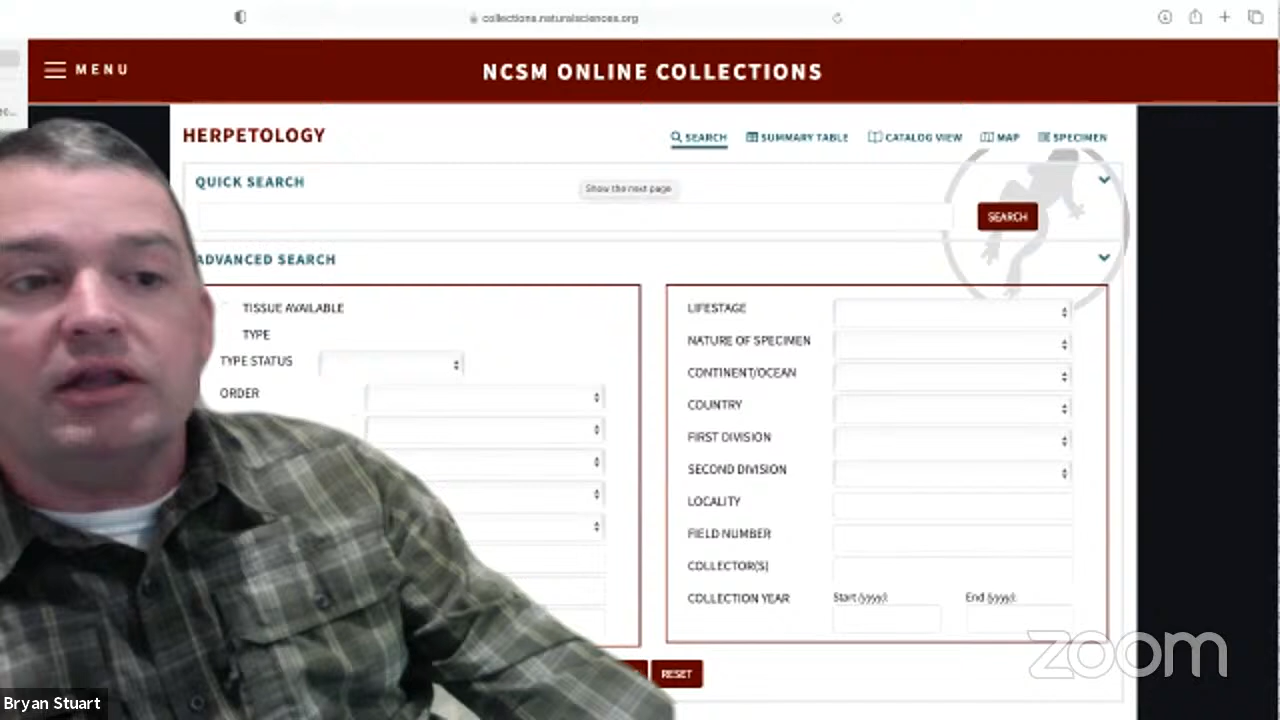 collections.naturalsciences.org
MENU
NCSM ONLINE COLLECTIONS
HERPETOLOGY
SEARCH
SUMMARY TABLE
CATALOG VIEW
MAP
SPECIMEN
QUICK SEARCH
Show the next page
SEARCH
ADVANCED SEARCH
TISSUE AVAILABLE
TYPE
TYPE STATUS
ORDER
LIFESTAGE
NATURE OF SPECIMEN
CONTINENT/OCEAN
COUNTRY
FIRST DIVISION
SECOND DIVISION
LOCALITY
FIELD NUMBER
COLLECTOR(S)
COLLECTION YEAR
Start (yyyy):
End (yyyy):
RESET
zoom
Bryan Stuart